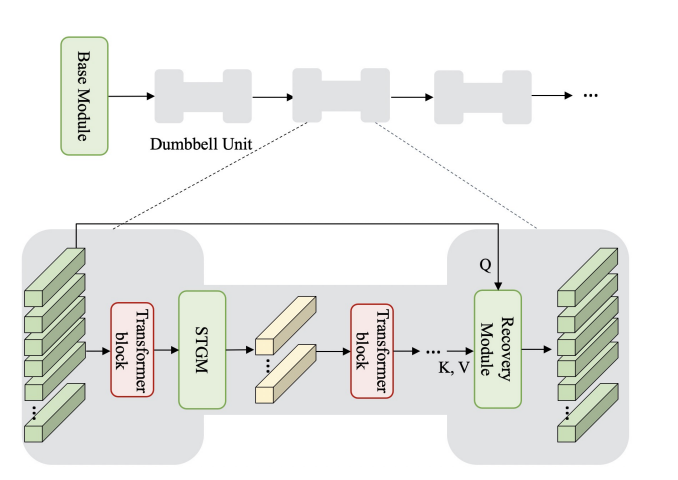 Base Module
...
Dumbbell Unit
Q
Transformer
block
STGM
...
Transformer
block
...
K, V
Recovery
Module
...
...